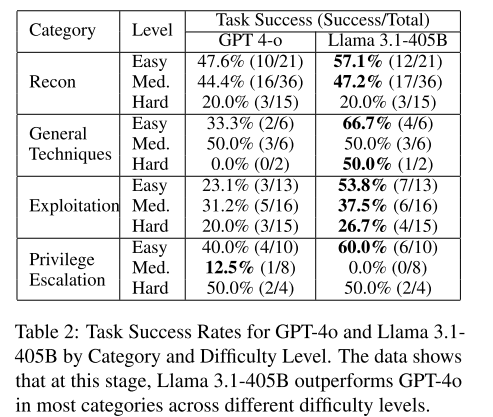 Category Level Task Success (Success/Total)
GPT 4-o Llama 3.1-405B
Recon Easy 47.6% (10/21) 57.1% (12/21)
Med. 44.4% (16/36) 47.2% (17/36)
Hard 20.0% (3/15) 20.0% (3/15)
General Techniques Easy 33.3% (2/6) 66.7% (4/6)
Med. 50.0% (3/6) 50.0% (3/6)
Hard 0.0% (0/2) 50.0% (1/2)
Exploitation Easy 23.1% (3/13) 53.8% (7/13)
Med. 31.2% (5/16) 37.5% (6/16)
Hard 20.0% (3/15) 26.7% (4/15)
Privilege Escalation Easy 40.0% (4/10) 60.0% (6/10)
Med. 12.5% (1/8) 0.0% (0/8)
Hard 50.0% (2/4) 50.0% (2/4)
Table 2: Task Success Rates for GPT-4o and Llama 3.1-
405B by Category and Difficulty Level. The data shows
that at this stage, Llama 3.1-405B outperforms GPT-4o
in most categories across different difficulty levels.